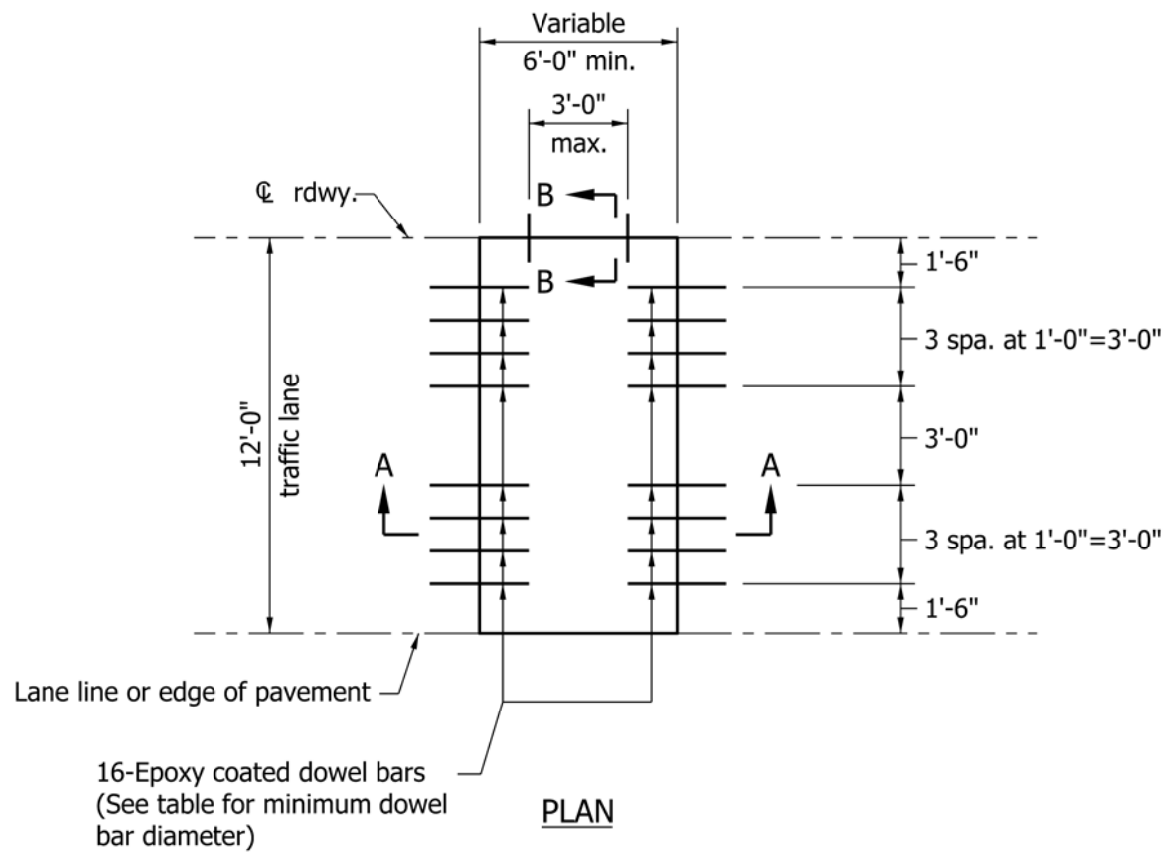 Variable
6'-0" min.
3'-0"
max.
B
℄ rdwy.
B
1'-6"
3 spa. at 1'-0"=3'-0"
12'-0"
traffic lane
3'-0"
A
A
3 spa. at 1'-0"=3'-0"
1'-6"
Lane line or edge of pavement
16-Epoxy coated dowel bars
(See table for minimum dowel
bar diameter)
PLAN